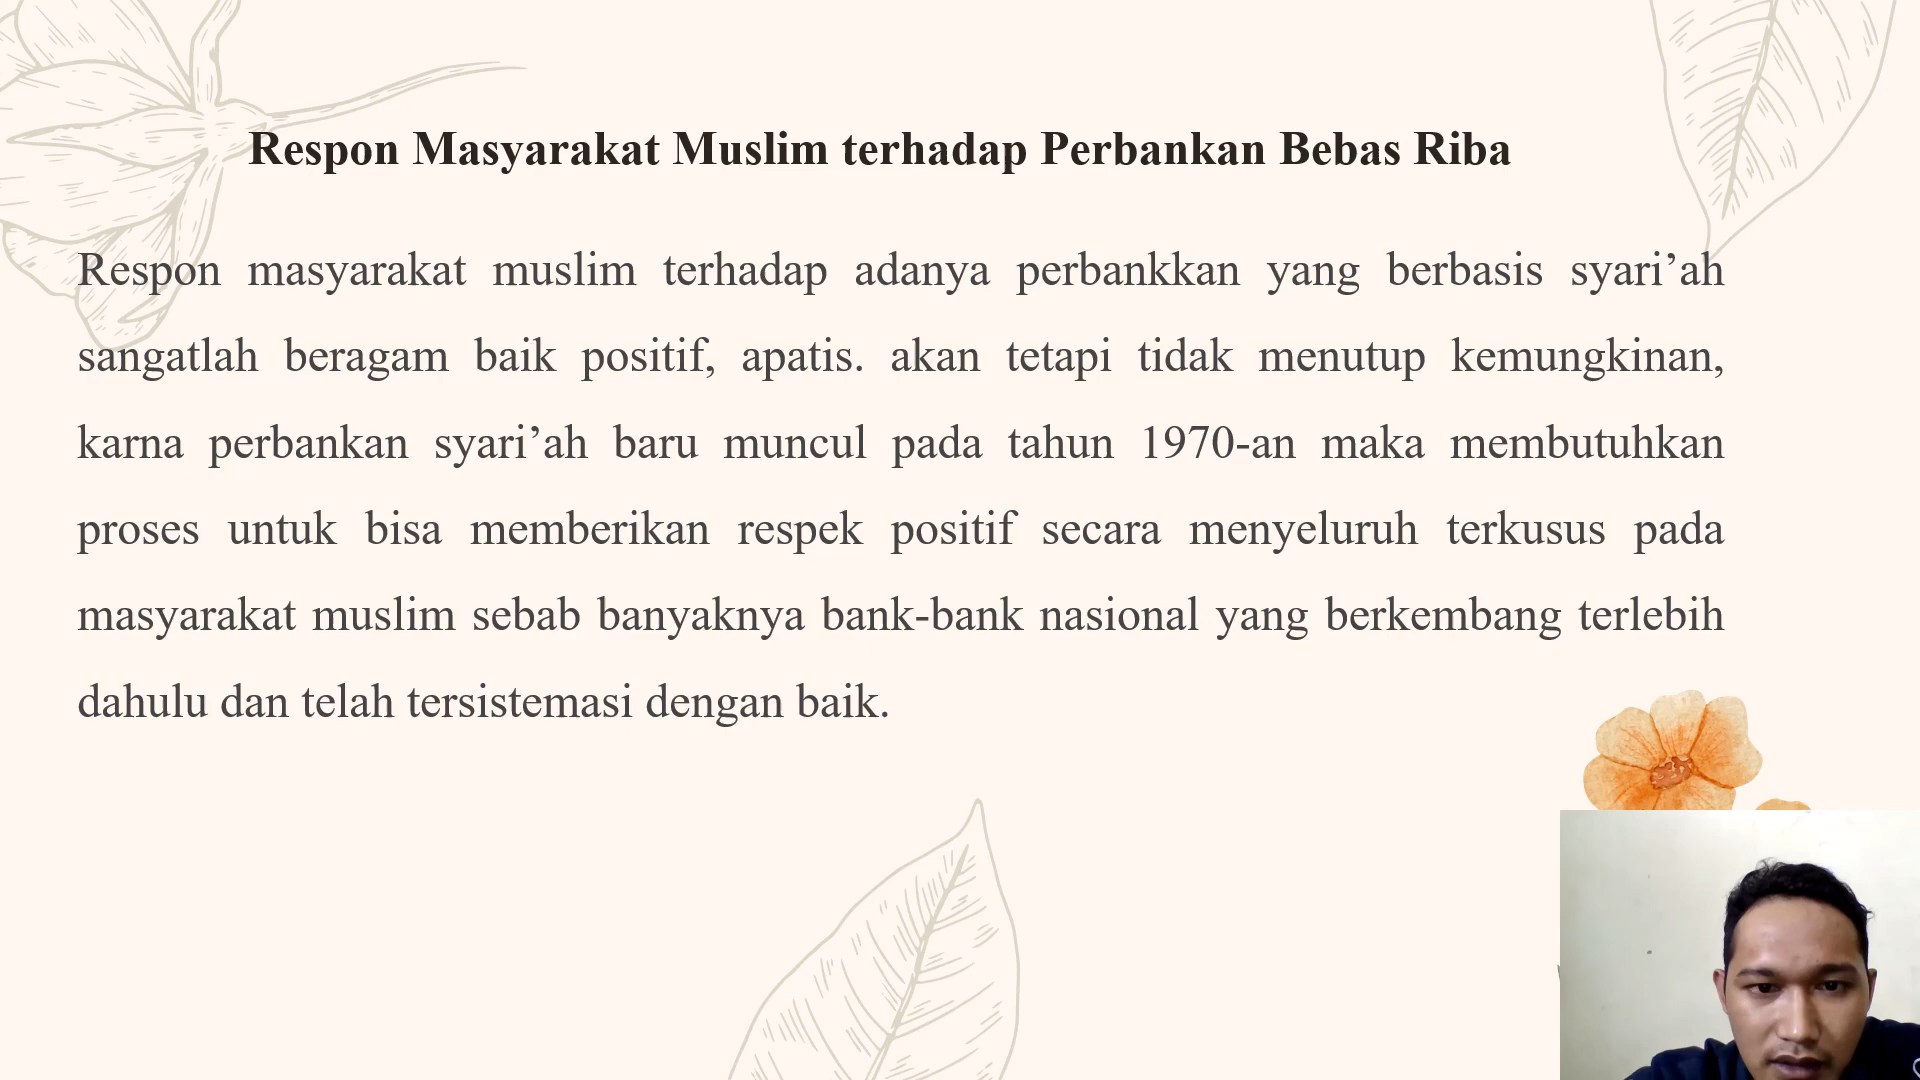 Respon Masyarakat Muslim terhadap Perbankan Bebas Riba
Respon masyarakat muslim terhadap adanya perbankkan yang berbasis syari’ah
sangatlah beragam baik positif, apatis. akan tetapi tidak menutup kemungkinan,
karna perbankan syari’ah baru muncul pada tahun 1970-an maka membutuhkan
proses untuk bisa memberikan respek positif secara menyeluruh terkusus pada
masyarakat muslim sebab banyaknya bank-bank nasional yang berkembang terlebih
dahulu dan telah tersistemasi dengan baik.